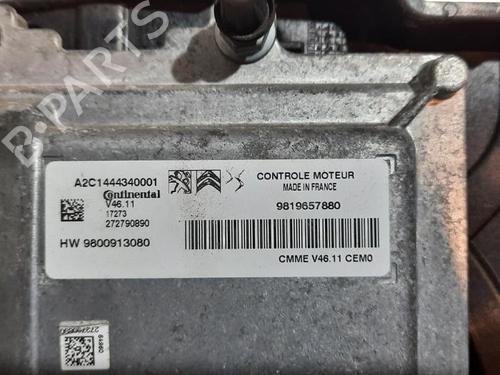 A2C1444340001
Continental
V46.11
17273
272790890
HW 9800913080
CONTROLE MOTEUR
MADE IN FRANCE
9819657880
CMME V46.11 CEM0
B-PARTS